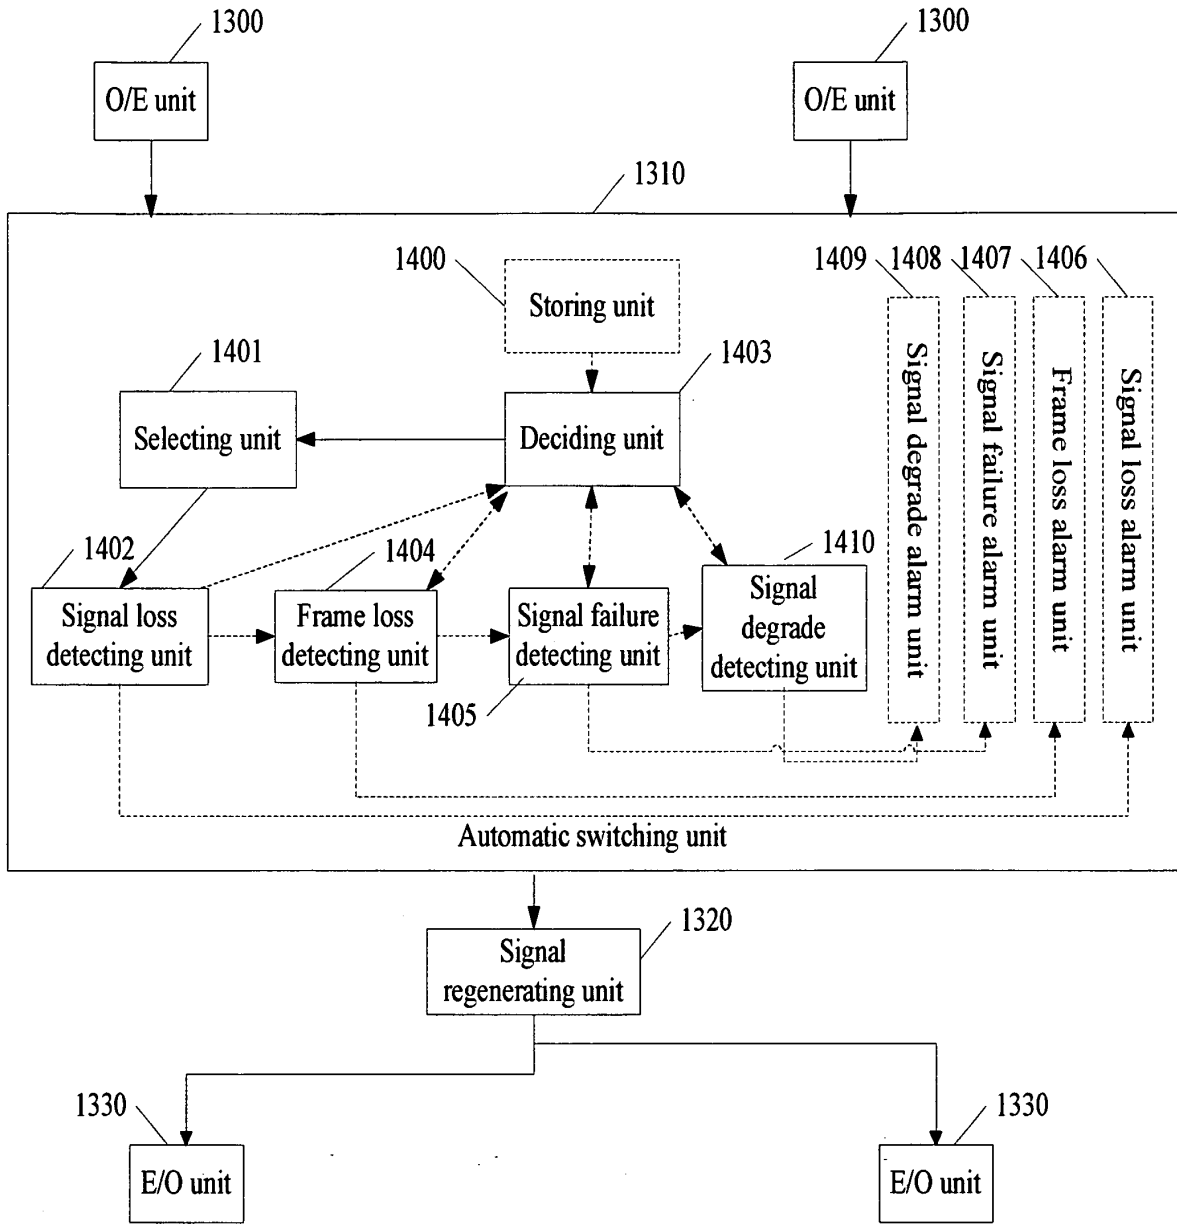 1300
1300
O/E unit
O/E unit
1310
1400
1409
1408
1407
1406
Storing unit
1401
1403
Selecting unit
Deciding unit
Signal degrade alarm unit
Signal failure alarm unit
Frame loss alarm unit
Signal loss alarm unit
1402
1404
1410
Signal loss
detecting unit
Frame loss
detecting unit
Signal failure
detecting unit
Signal
degrade
detecting unit
1405
Automatic switching unit
1320
Signal
regenerating unit
1330
1330
E/O unit
E/O unit